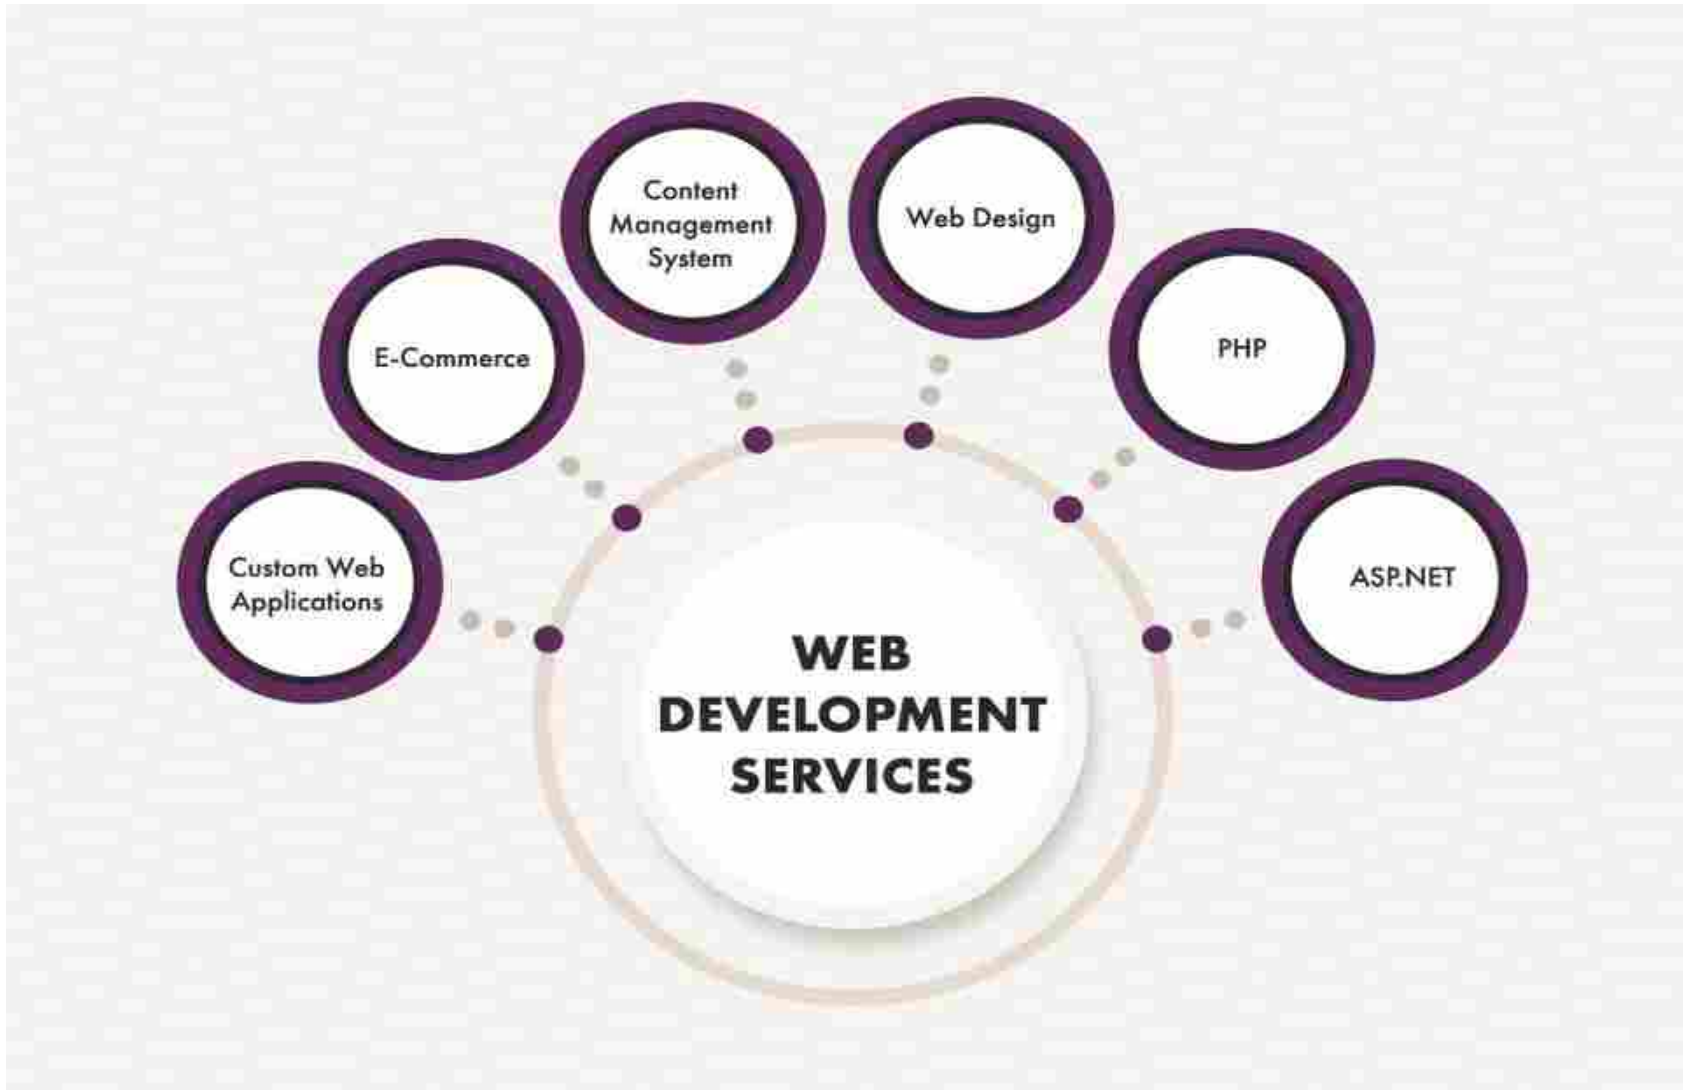 Content
Management
System
Web Design
E-Commerce
PHP
Custom Web
Applications
ASP.NET
WEB
DEVELOPMENT
SERVICES